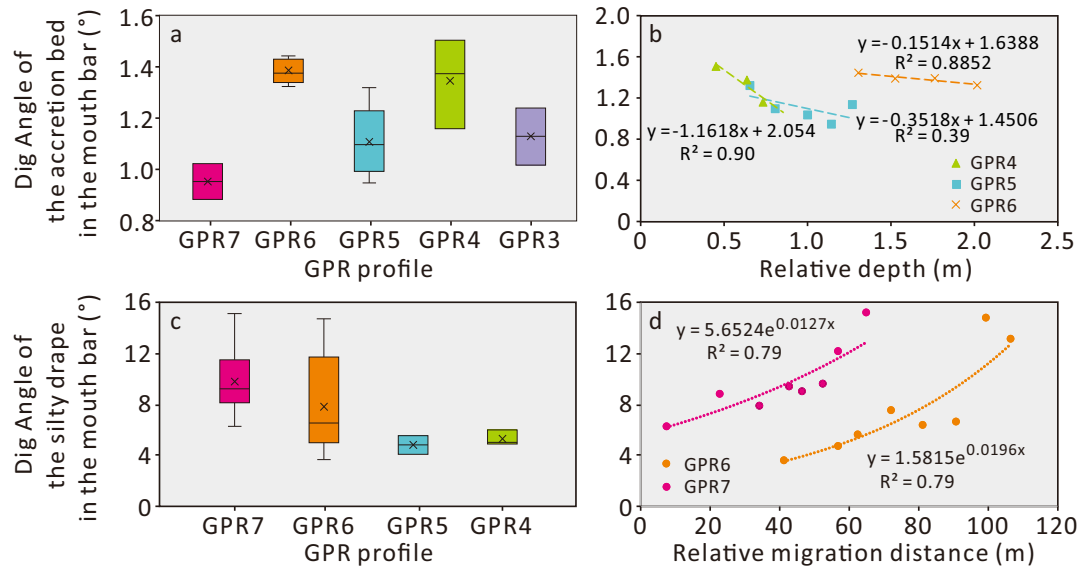 Dig Angle of
the accretion bed
in the mouth bar (°)
1.6
1.4
1.2
1.0
0.8
a
GPR7 GPR6 GPR5 GPR4 GPR3
GPR profile
2.0
1.6
1.2
0.8
0.4
0
b
y=-0.1514x + 1.6388
R² = 0.8852
y=-1.1618x + 2.054
R² = 0.90
y=-0.3518x + 1.4506
R² = 0.39
GPR4
GPR5
GPR6
0 0.5 1.0 1.5 2.0 2.5
Relative depth (m)
Dig Angle of
the silty drape
in the mouth bar (°)
16
12
8
4
0
c
GPR7 GPR6 GPR5 GPR4
GPR profile
16
12
8
4
0
d
y = 5.6524e^0.0127x
R² = 0.79
y = 1.5815e^0.0196x
R² = 0.79
GPR6
GPR7
0 20 40 60 80 100 120
Relative migration distance (m)